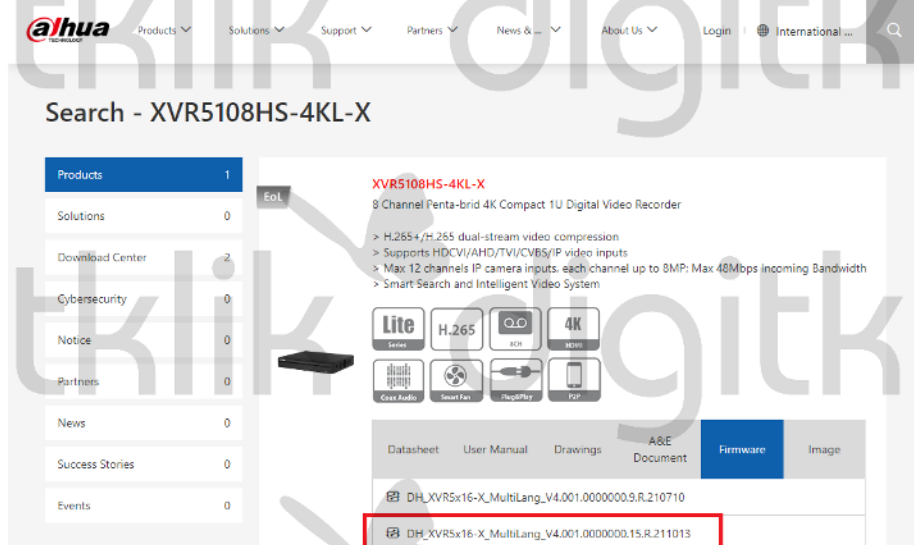 alhua
TECHNOLOGY
Products
Solutions
Support
Partners
News & ...
About Us
Login
International ...
Search - XVR5108HS-4KL-X
Products 1
Solutions 0
Download Center 2
Cybersecurity 0
Notice 0
Partners 0
News 0
Success Stories 0
Events 0
EoL
XVR5108HS-4KL-X
8 Channel Penta-brid 4K Compact 1U Digital Video Recorder
> H.265+/H.265 dual-stream video compression
> Supports HDCVI/AHD/TVI/CVBS/IP video inputs
> Max 12 channels IP camera inputs, each channel up to 8MP; Max 48Mbps incoming Bandwidth
> Smart Search and Intelligent Video System
Lite
Series
H.265
8CH
4K
HDMI
Coax Audio
Smart Fan
Plug&Play
P2P
Datasheet
User Manual
Drawings
A&E
Document
Firmware
Image
DH_XVR5x16-X_MultiLang_V4.001.0000000.9.R.210710
DH_XVR5x16-X_MultiLang_V4.001.0000000.15.R.211013
tklik digitk
tklik digitk